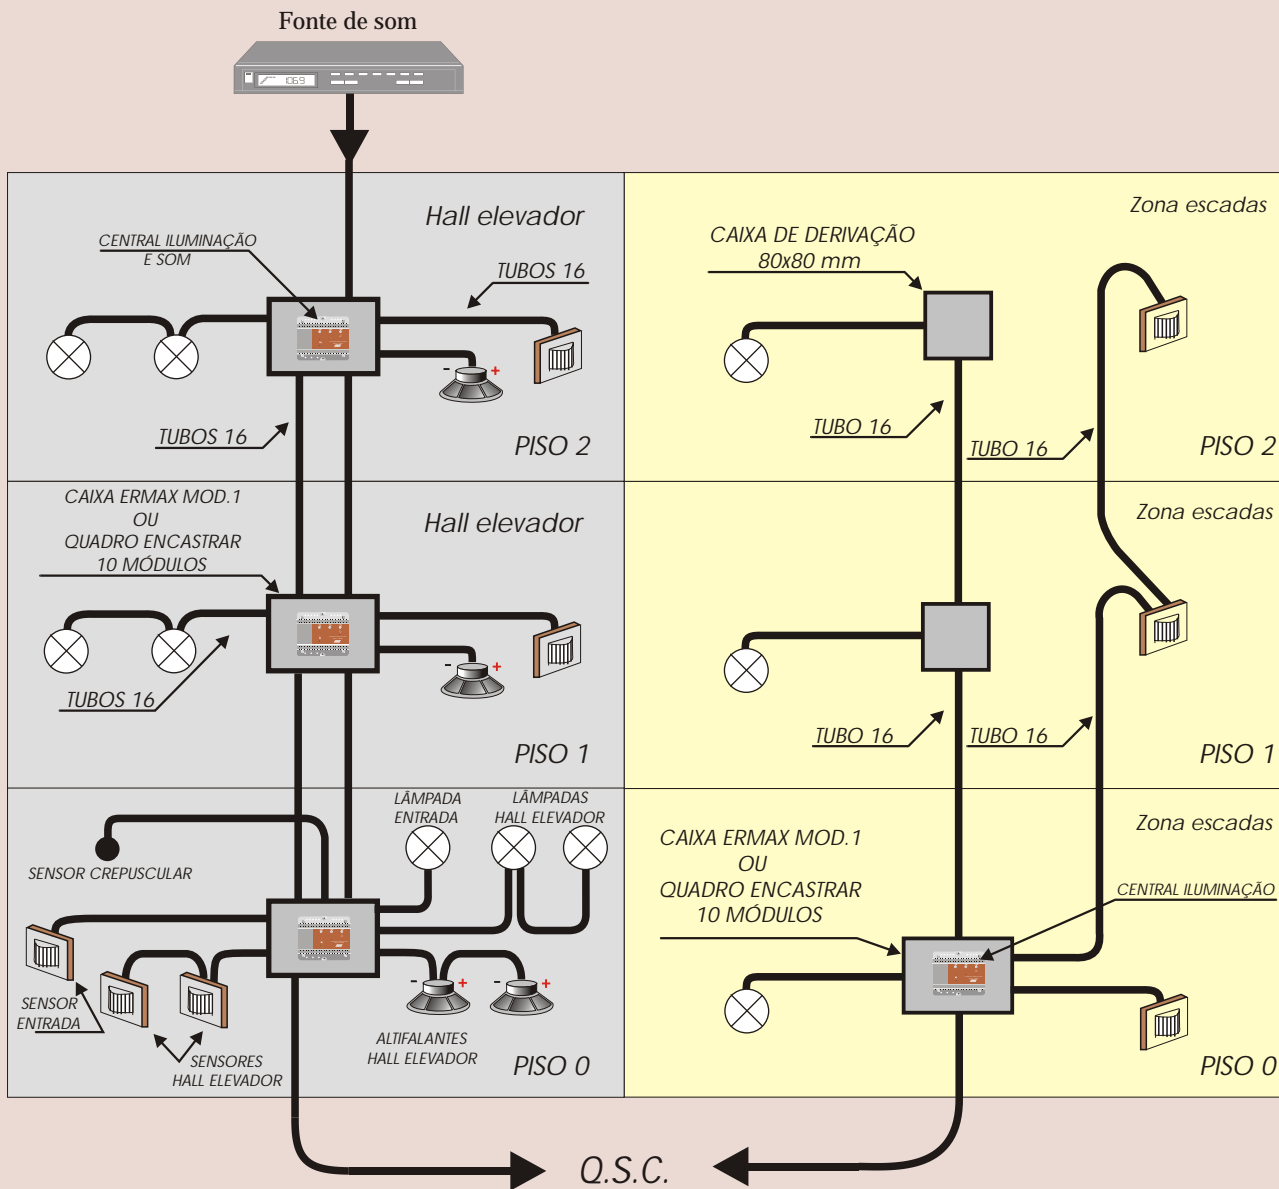 Fonte de som
106.9
Hall elevador
CENTRAL ILUMINAÇÃO
E SOM
TUBOS 16
- +
TUBOS 16
PISO 2
Zona escadas
CAIXA DE DERIVAÇÃO
80x80 mm
TUBO 16
TUBO 16
PISO 2
CAIXA ERMAX MOD.1
OU
QUADRO ENCASTRAR
10 MÓDULOS
Hall elevador
- +
TUBOS 16
PISO 1
Zona escadas
TUBO 16
TUBO 16
PISO 1
LÂMPADA
ENTRADA
LÂMPADAS
HALL ELEVADOR
SENSOR CREPUSCULAR
SENSOR
ENTRADA
SENSORES
HALL ELEVADOR
- +
- +
ALTIFALANTES
HALL ELEVADOR
PISO 0
Zona escadas
CAIXA ERMAX MOD.1
OU
QUADRO ENCASTRAR
10 MÓDULOS
CENTRAL ILUMINAÇÃO
PISO 0
Q.S.C.